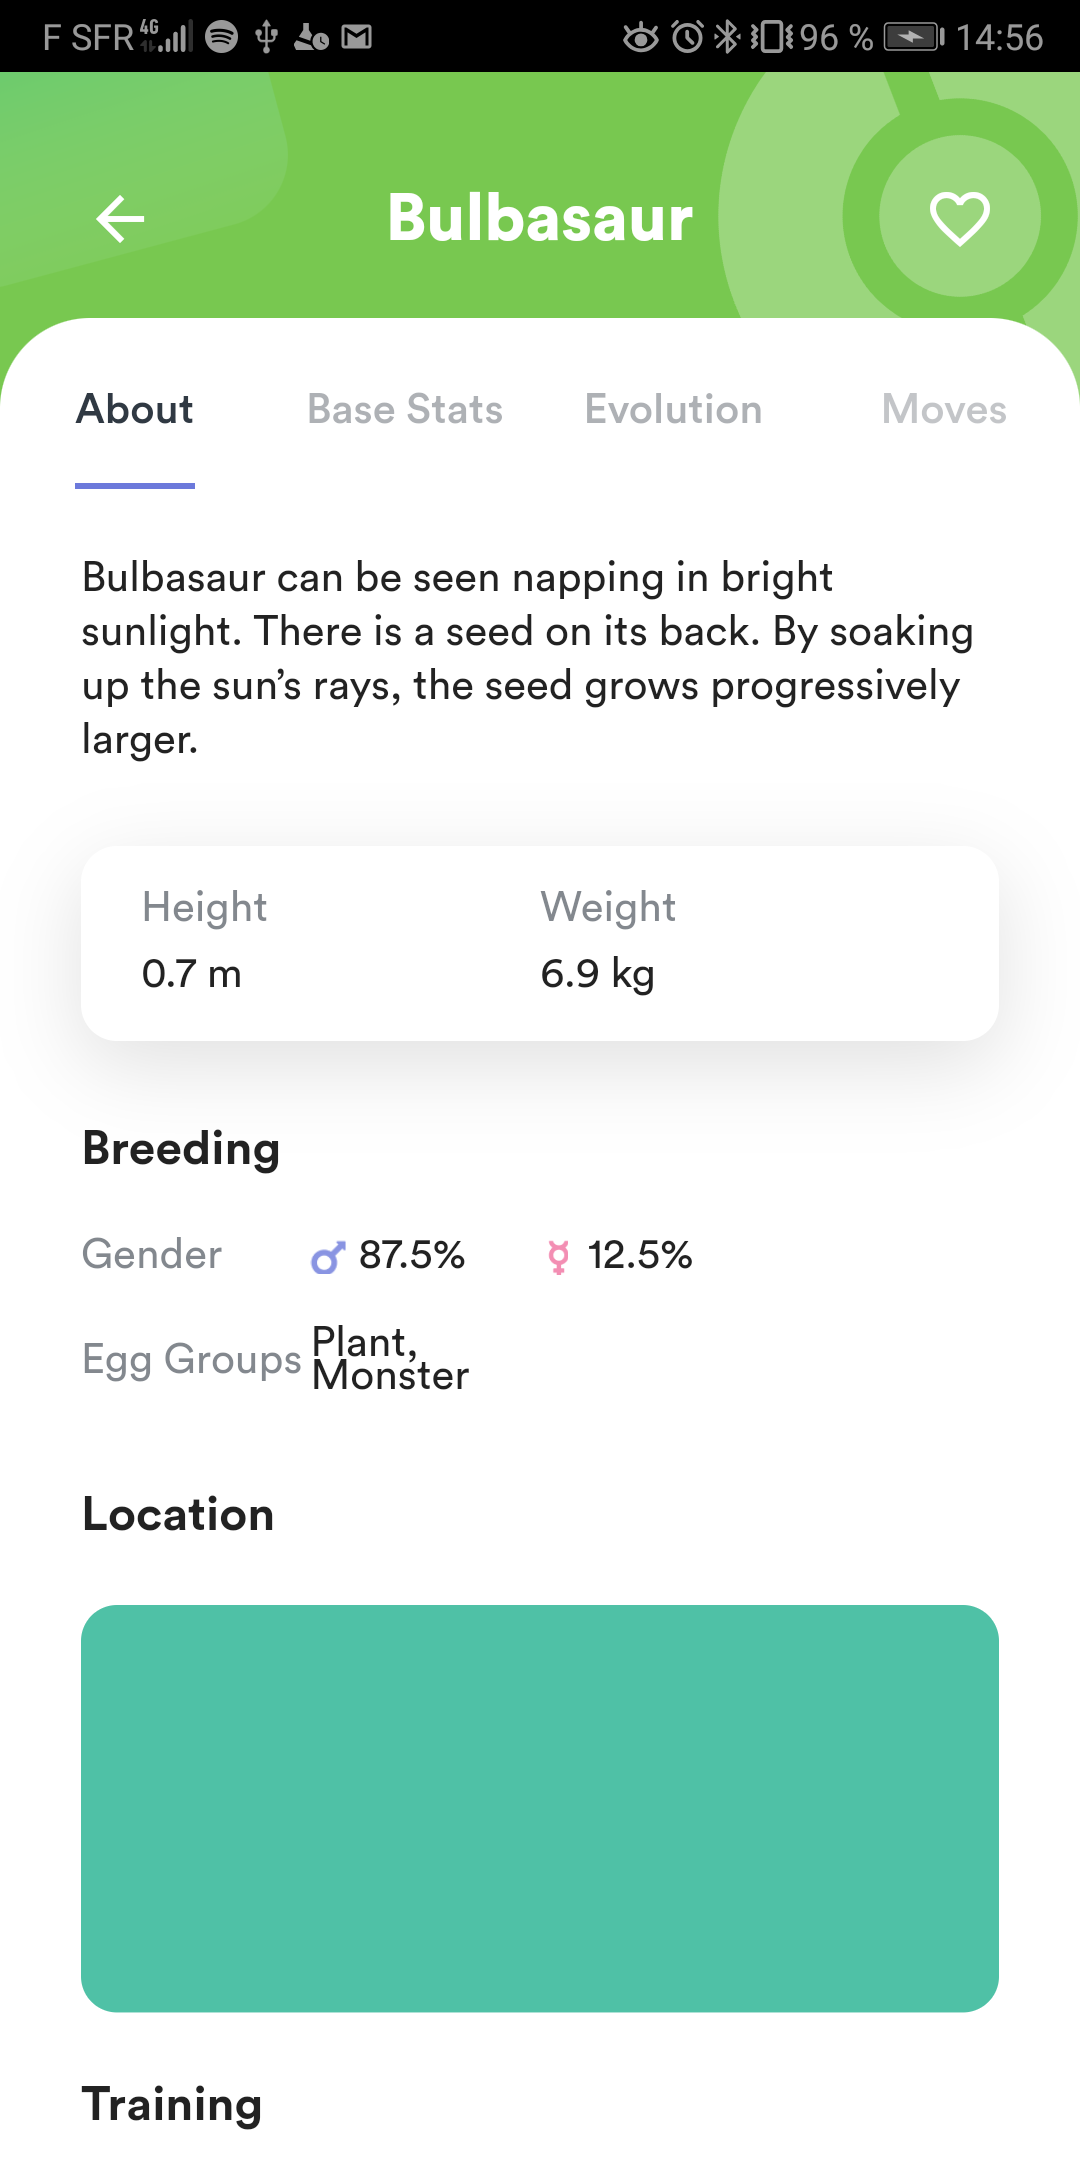 F SFR 4G 96 % 14:56
Bulbasaur
About Base Stats Evolution Moves
Bulbasaur can be seen napping in bright
sunlight. There is a seed on its back. By soaking
up the sun’s rays, the seed grows progressively
larger.
Height Weight
0.7 m 6.9 kg
Breeding
Gender 87.5% 12.5%
Egg Groups Plant,
Monster
Location
Training